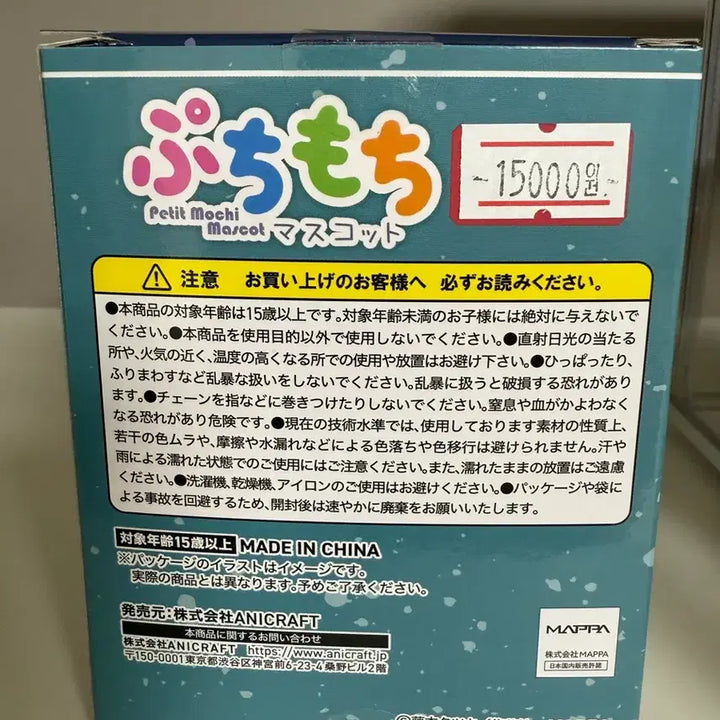 ぷちもち
Petit Mochi
Mascot マスコット
~ 15000원. ~
注意 お買い上げのお客様へ 必ずお読みください。
●本商品の対象年齢は15歳以上です。対象年齢未満のお子様には絶対に与えないで
ください。●本商品を使用目的以外で使用しないでください。●直射日光の当たる
所や、火気の近く、温度の高くなる所での使用や放置はお避け下さい。●ひっぱったり、
ふりまわすなど乱暴な扱いをしないでください。乱暴に扱うと破損する恐れがあり
ます。●チェーンを指などに巻きつけたりしないでください。窒息や血がかよわなく
なる恐れがあり危険です。●現在の技術水準では、使用しております素材の性質上、
若干の色ムラや、摩擦や水漏れなどによる色落ちや色移行は避けられません。汗や
雨による濡れた状態でのご使用にはご注意ください。また、濡れたままの放置はご遠慮
ください。●洗濯機、乾燥機、アイロンのご使用はお避けください。●パッケージや袋に
よる事故を回避するため、開封後は速やかに廃棄をお願いいたします。
対象年齢15歳以上 MADE IN CHINA
※パッケージのイラストはイメージです。
実際の商品とは異なります。予めご了承ください。
発売元：株式会社ANICRAFT
本商品に関するお問い合わせ
株式会社ANICRAFT https://www.anicraft.jp
〒150-0001東京都渋谷区神宮前6-23-4桑野ビル2階
MAPPA
株式会社MAPPA
日本国内販売許諾